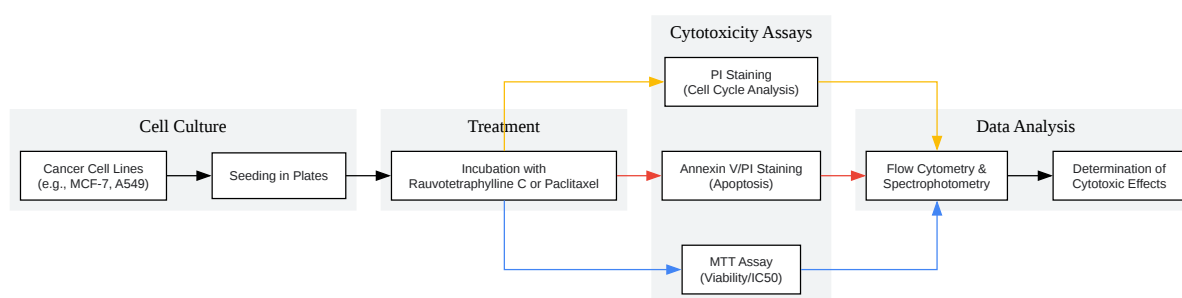 Cytotoxicity Assays
PI Staining
(Cell Cycle Analysis)
Cell Culture
Treatment
Data Analysis
Cancer Cell Lines
(e.g., MCF-7, A549)
Seeding in Plates
Incubation with
Rauvotetraphylline C or Paclitaxel
Annexin V/PI Staining
(Apoptosis)
Flow Cytometry &
Spectrophotometry
Determination of
Cytotoxic Effects
MTT Assay
(Viability/IC50)